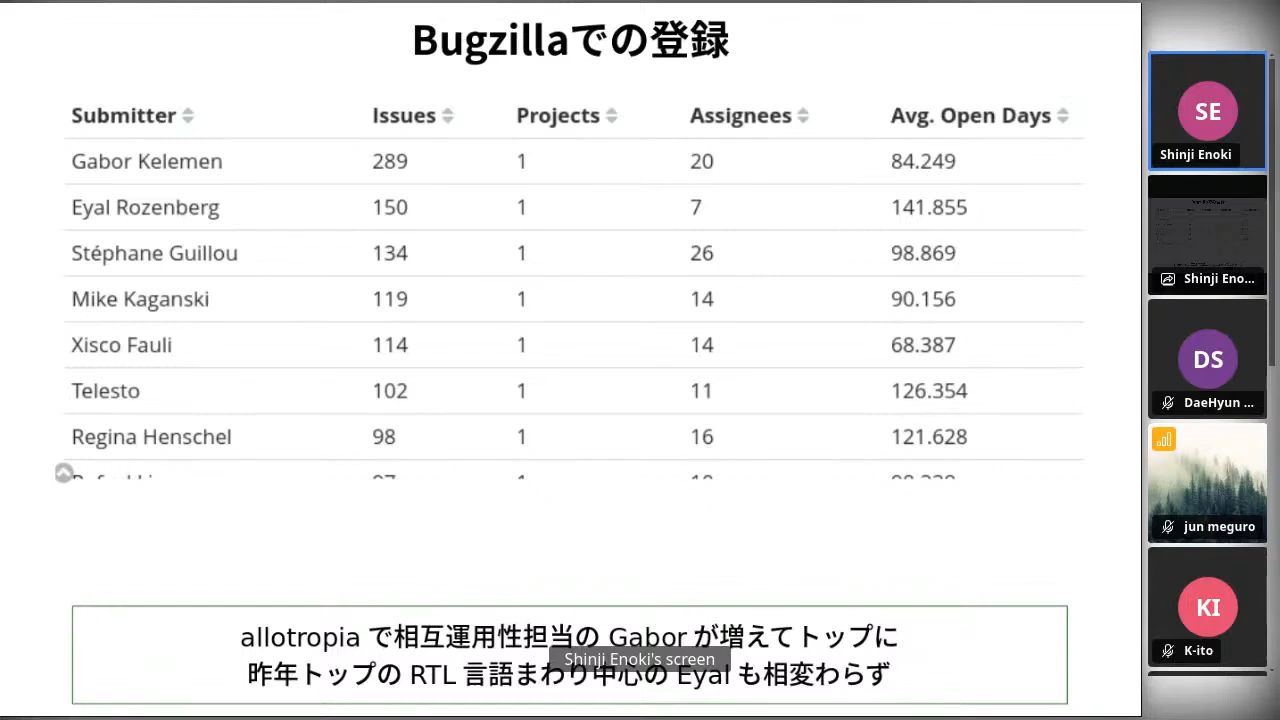 Bugzillaでの登録
Submitter Issues Projects Assignees Avg. Open Days
Gabor Kelemen 289 1 20 84.249
Eyal Rozenberg 150 1 7 141.855
Stéphane Guillou 134 1 26 98.869
Mike Kaganski 119 1 14 90.156
Xisco Fauli 114 1 14 68.387
Telesto 102 1 11 126.354
Regina Henschel 98 1 16 121.628
allotropia で相互運用性担当の Gabor が増えてトップに
昨年トップの RTL 言語まわり中心の Eyal も相変わらず
Shinji Enoki's screen
SE
Shinji Enoki
Shinji Eno...
DS
DaeHyun ...
jun meguro
KI
K-ito